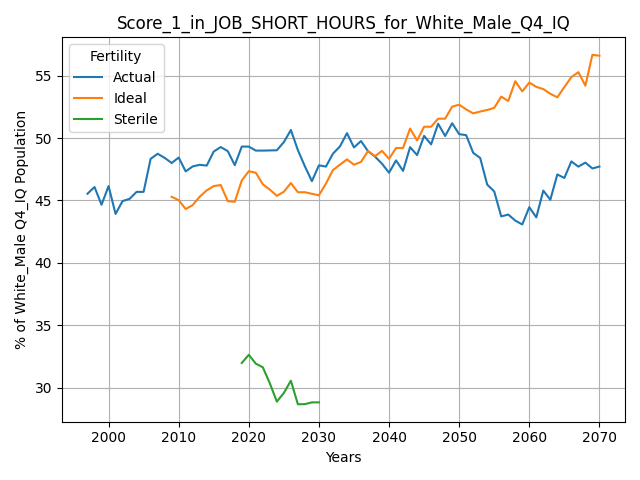 Score_1_in_JOB_SHORT_HOURS_for_White_Male_Q4_IQ
Fertility
Actual
Ideal
Sterile
% of White_Male Q4_IQ Population
55
50
45
40
35
30
2000 2010 2020 2030 2040 2050 2060 2070
Years